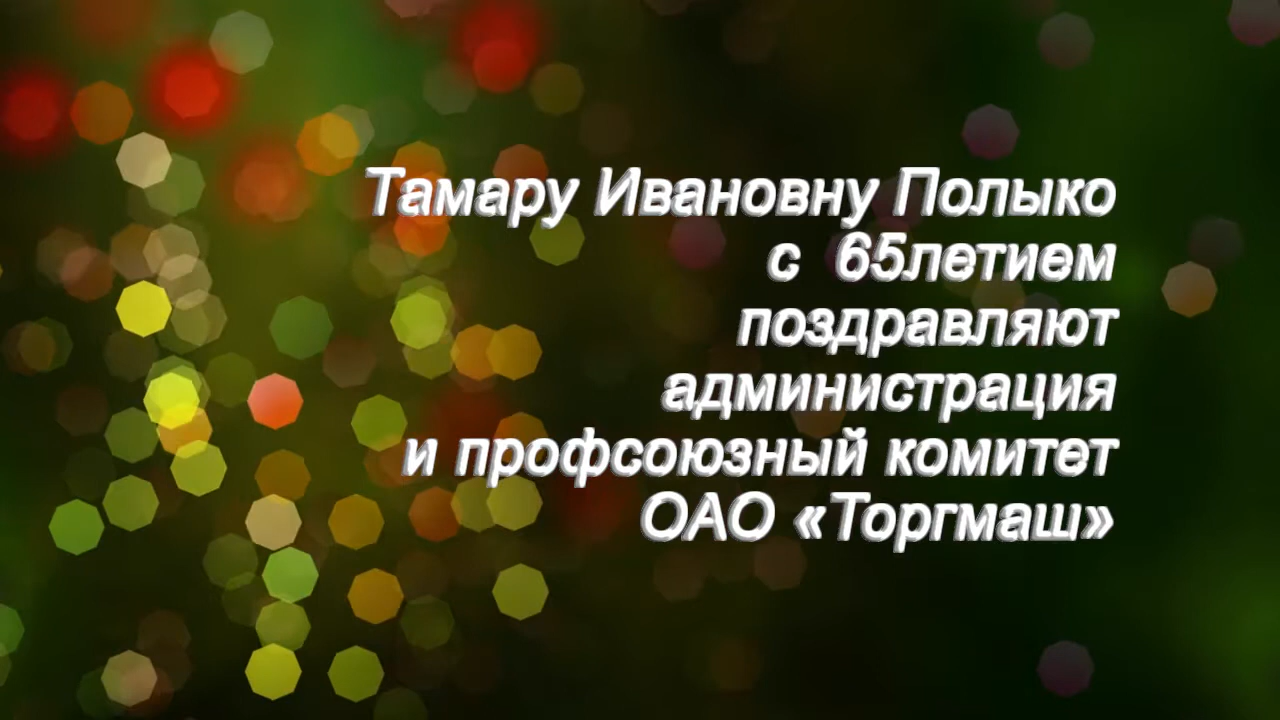 Тамару Ивановну Полыко
с 65летием
поздравляют
администрация
и профсоюзный комитет
ОАО «Торгмаш»